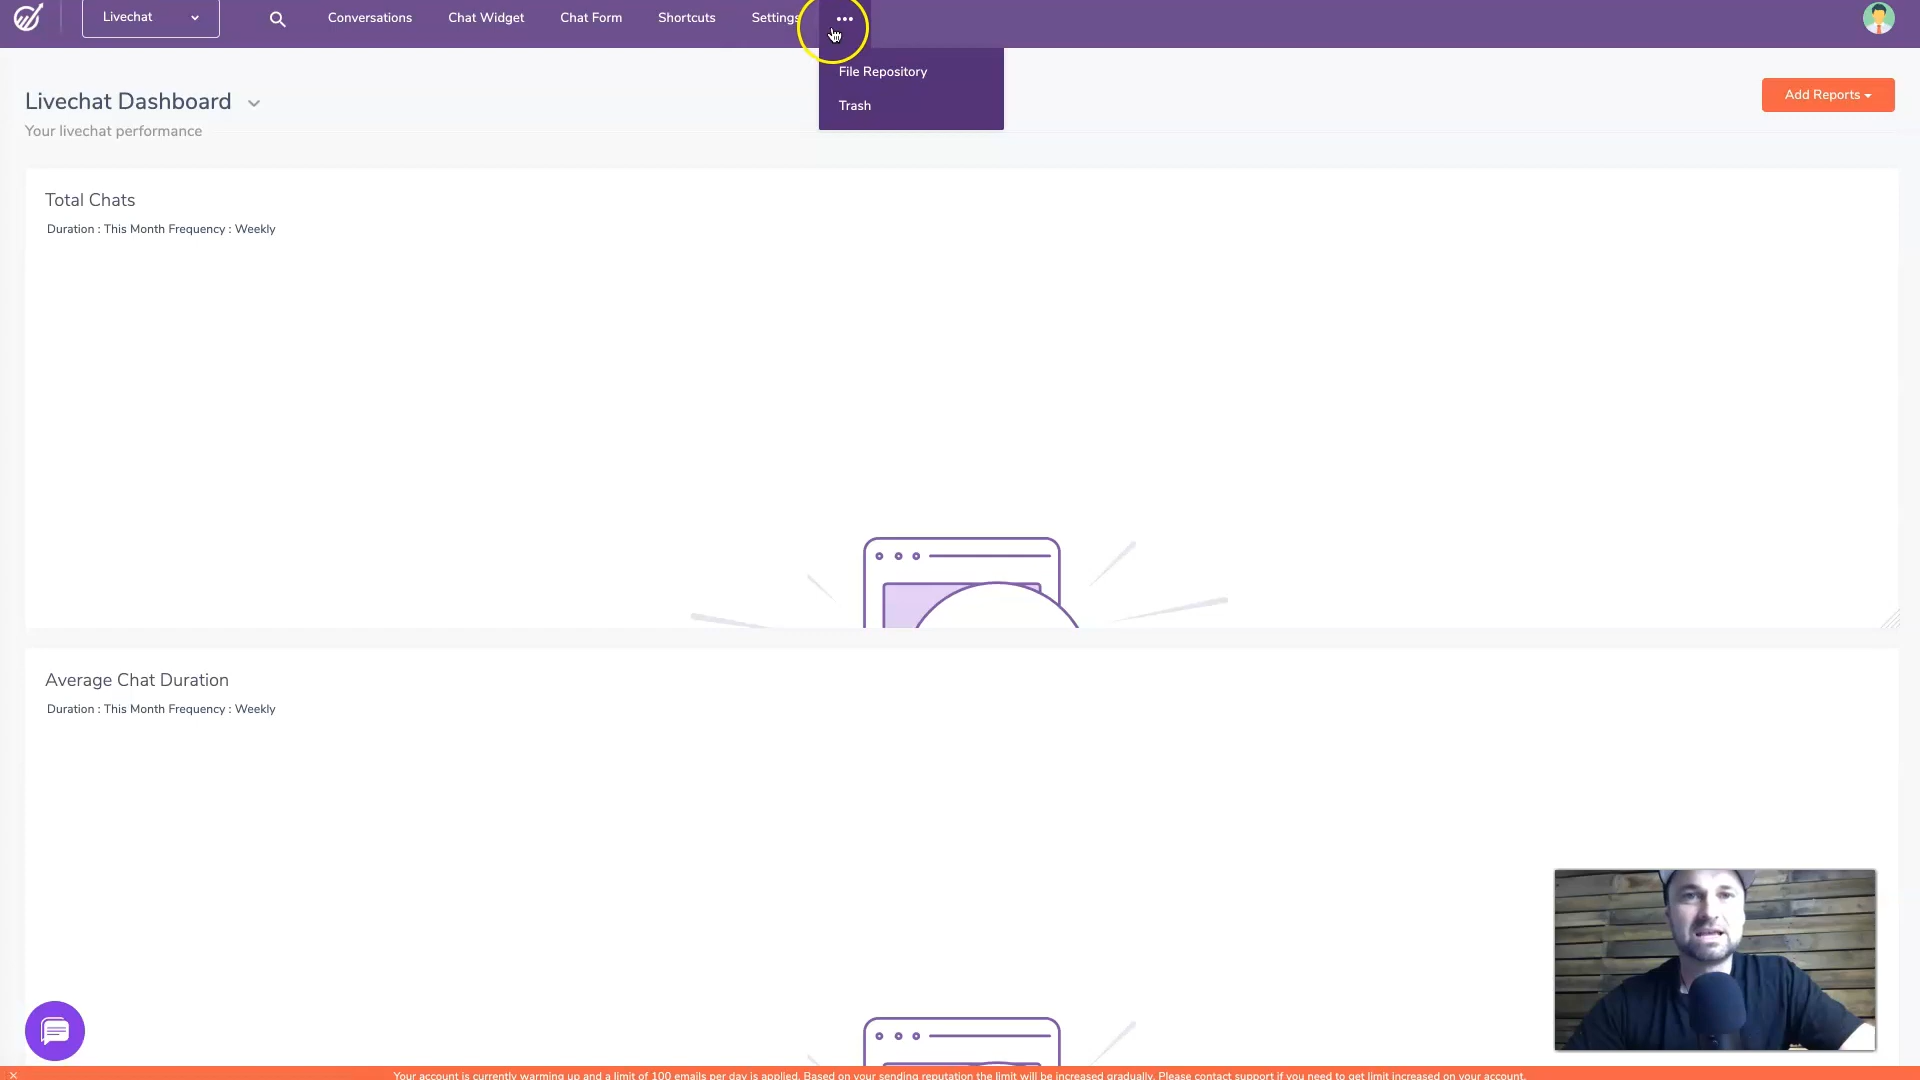 Livechat
Conversations
Chat Widget
Chat Form
Shortcuts
Settings
File Repository
Trash
Livechat Dashboard
Your livechat performance
Add Reports
Total Chats
Duration : This Month Frequency : Weekly
Average Chat Duration
Duration : This Month Frequency : Weekly
Your account is currently warming up and a limit of 100 emails per day is applied. Based on your sending reputation the limit will be increased gradually. Please contact support if you need to get limit increased on your account.